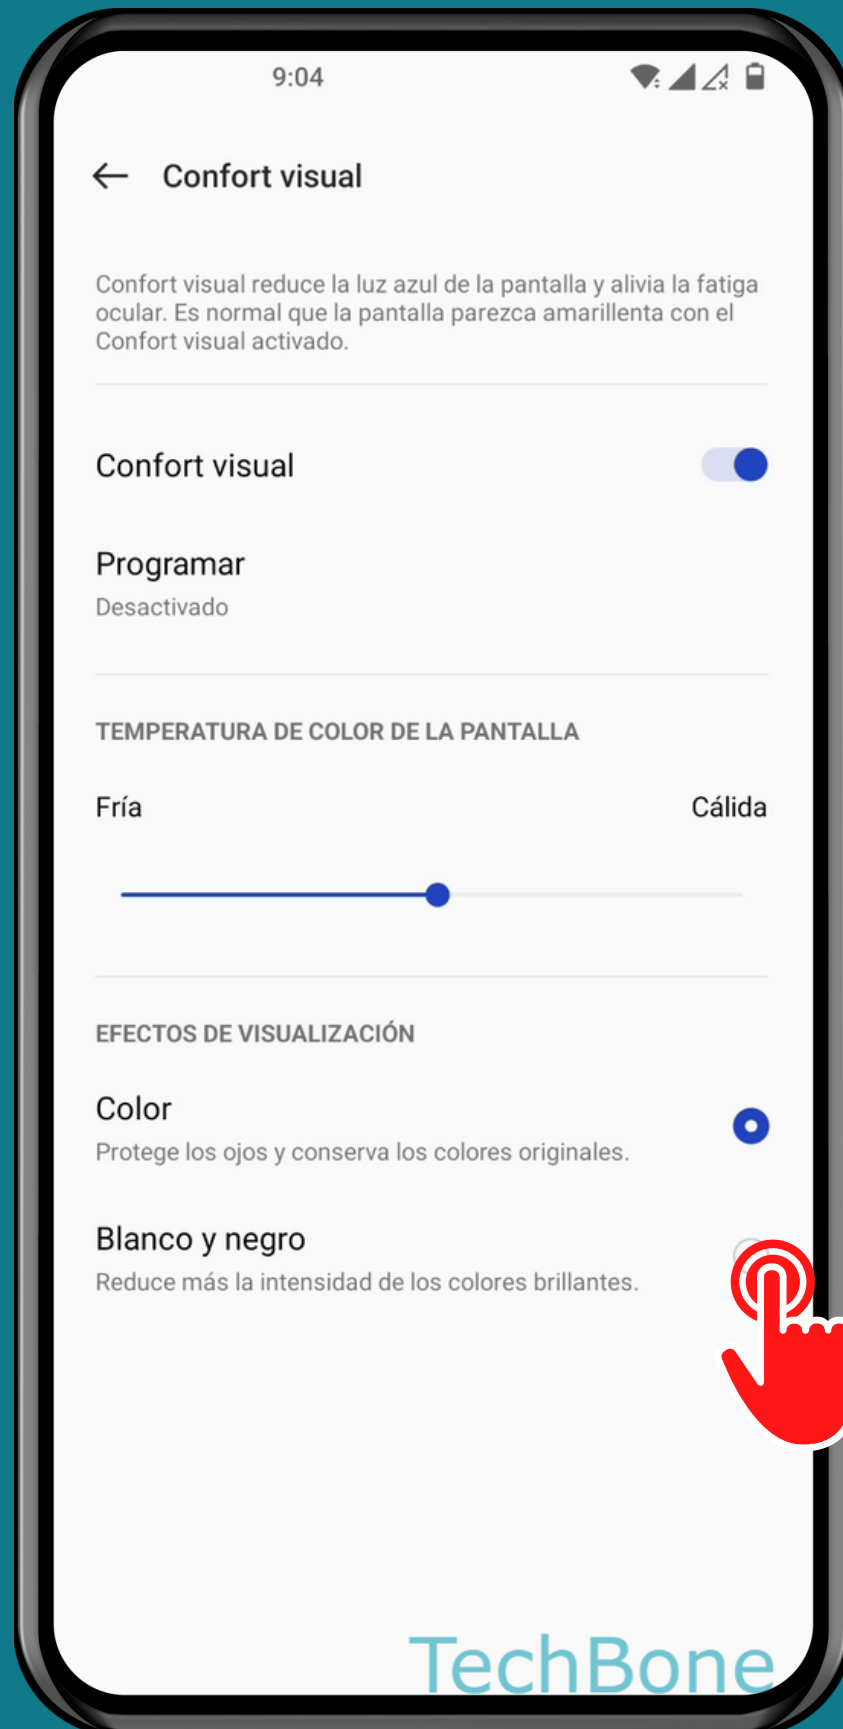 9:04
Confort visual
Confort visual reduce la luz azul de la pantalla y alivia la fatiga
ocular. Es normal que la pantalla parezca amarillenta con el
Confort visual activado.
Confort visual
Programar
Desactivado
TEMPERATURA DE COLOR DE LA PANTALLA
Fría Cálida
EFECTOS DE VISUALIZACIÓN
Color
Protege los ojos y conserva los colores originales.
Blanco y negro
Reduce más la intensidad de los colores brillantes.
TechBone